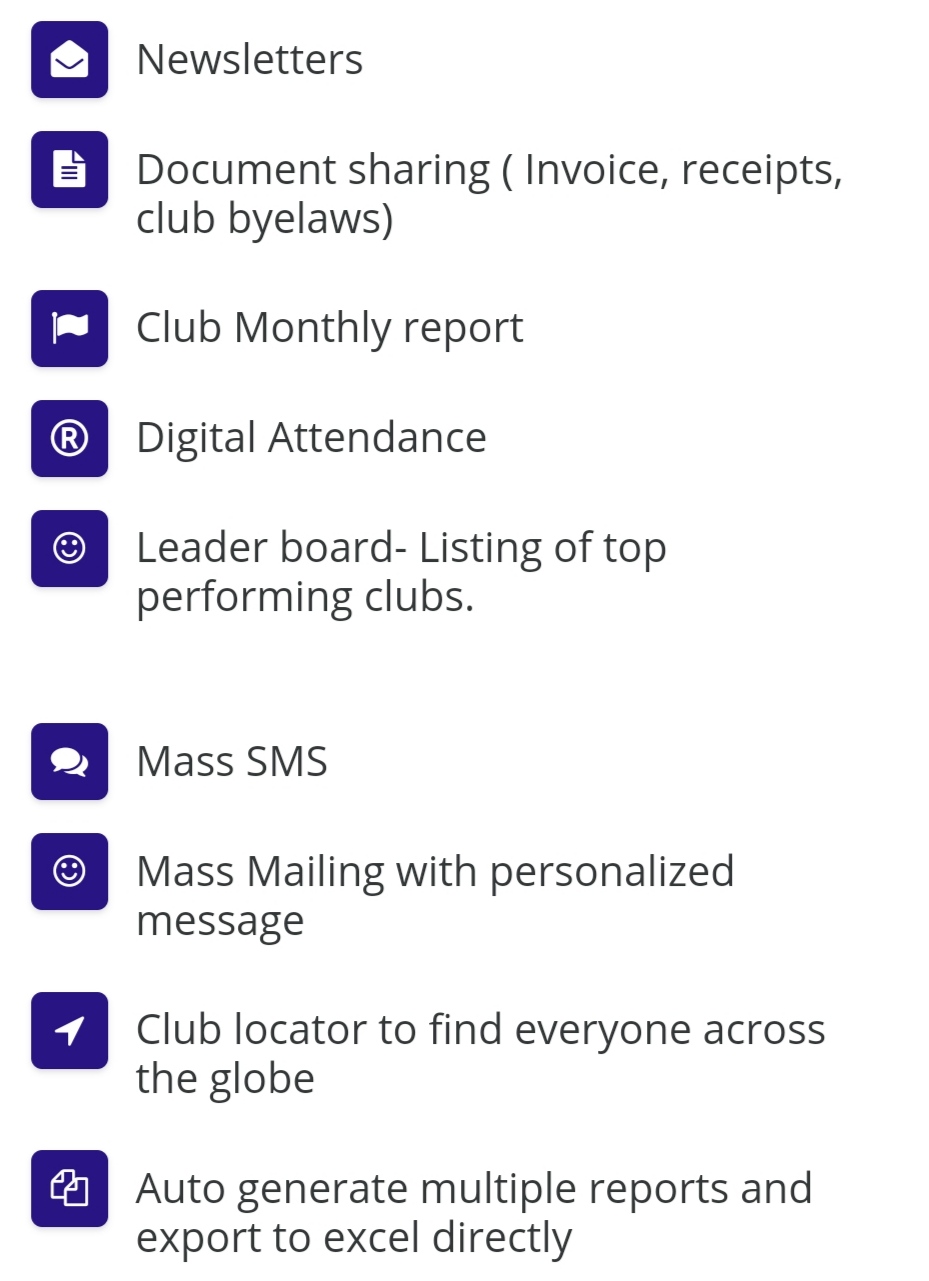 Newsletters
Document sharing ( Invoice, receipts,
club byelaws)
Club Monthly report
Digital Attendance
Leader board- Listing of top
performing clubs.
Mass SMS
Mass Mailing with personalized
message
Club locator to find everyone across
the globe
Auto generate multiple reports and
export to excel directly